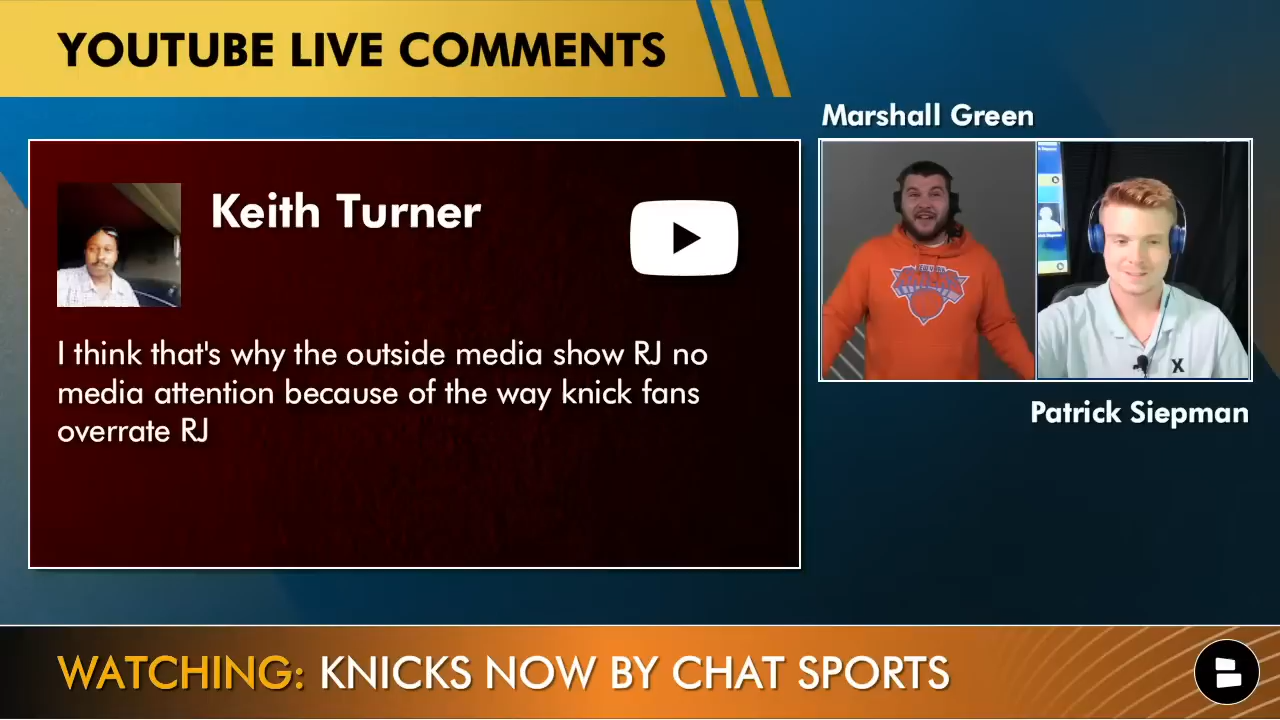 YOUTUBE LIVE COMMENTS
Marshall Green
Keith Turner
I think that's why the outside media show RJ no
media attention because of the way knick fans
overrate RJ
X
Patrick Siepman
WATCHING: KNICKS NOW BY CHAT SPORTS